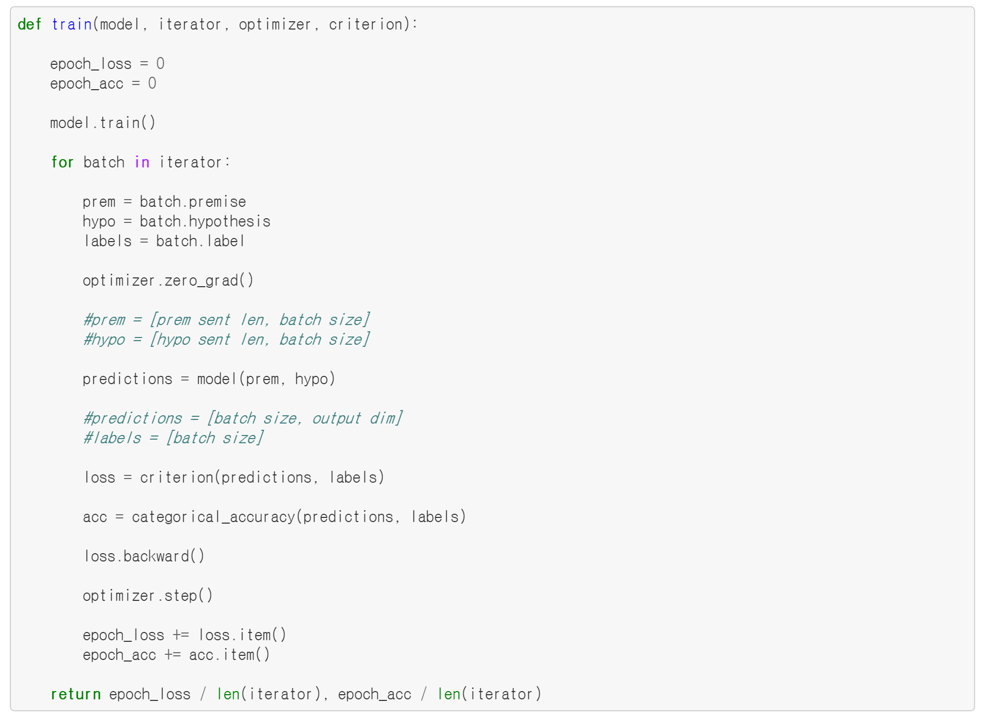 def train(model, iterator, optimizer, criterion):
epoch_loss = 0
epoch_acc = 0
model.train()
for batch in iterator:
prem = batch.premise
hypo = batch.hypothesis
labels = batch.label
optimizer.zero_grad()
#prem = [prem sent len, batch size]
#hypo = [hypo sent len, batch size]
predictions = model(prem, hypo)
#predictions = [batch size, output dim]
#labels = [batch size]
loss = criterion(predictions, labels)
acc = categorical_accuracy(predictions, labels)
loss.backward()
optimizer.step()
epoch_loss += loss.item()
epoch_acc += acc.item()
return epoch_loss / len(iterator), epoch_acc / len(iterator)